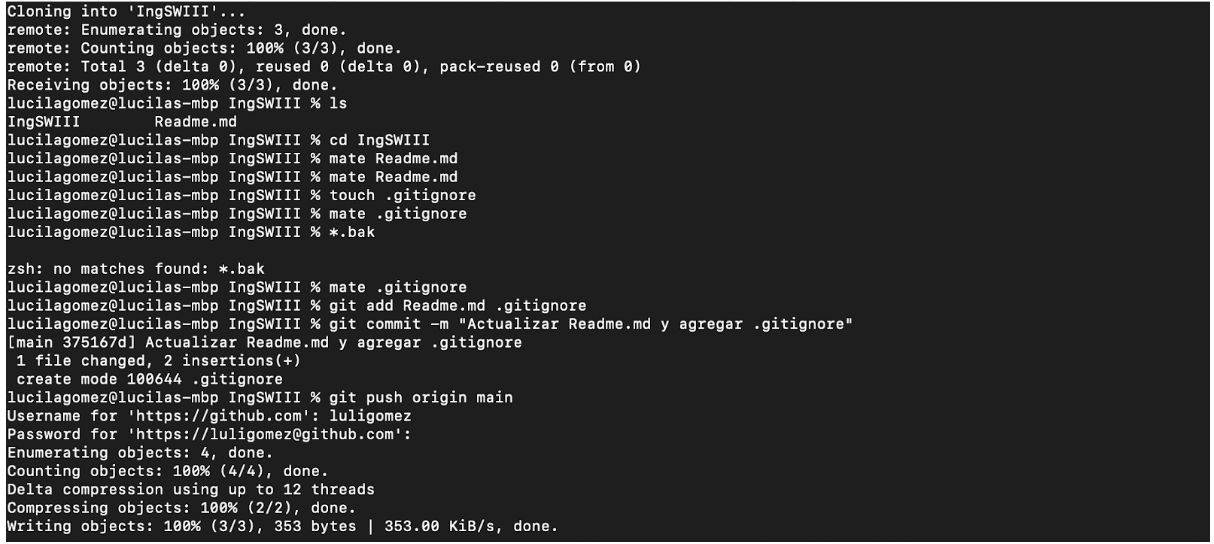 Cloning into 'IngSWIII'...
remote: Enumerating objects: 3, done.
remote: Counting objects: 100% (3/3), done.
remote: Total 3 (delta 0), reused 0 (delta 0), pack-reused 0 (from 0)
Receiving objects: 100% (3/3), done.
lucilagomez@lucilas-mbp IngSWIII % ls
IngSWIII        Readme.md
lucilagomez@lucilas-mbp IngSWIII % cd IngSWIII
lucilagomez@lucilas-mbp IngSWIII % mate Readme.md
lucilagomez@lucilas-mbp IngSWIII % mate Readme.md
lucilagomez@lucilas-mbp IngSWIII % touch .gitignore
lucilagomez@lucilas-mbp IngSWIII % mate .gitignore
lucilagomez@lucilas-mbp IngSWIII % *.bak
zsh: no matches found: *.bak
lucilagomez@lucilas-mbp IngSWIII % mate .gitignore
lucilagomez@lucilas-mbp IngSWIII % git add Readme.md .gitignore
lucilagomez@lucilas-mbp IngSWIII % git commit -m "Actualizar Readme.md y agregar .gitignore"
[main 375167d] Actualizar Readme.md y agregar .gitignore
 1 file changed, 2 insertions(+)
 create mode 100644 .gitignore
lucilagomez@lucilas-mbp IngSWIII % git push origin main
Username for 'https://github.com': luligomez
Password for 'https://luligomez@github.com':
Enumerating objects: 4, done.
Counting objects: 100% (4/4), done.
Delta compression using up to 12 threads
Compressing objects: 100% (2/2), done.
Writing objects: 100% (3/3), 353 bytes | 353.00 KiB/s, done.